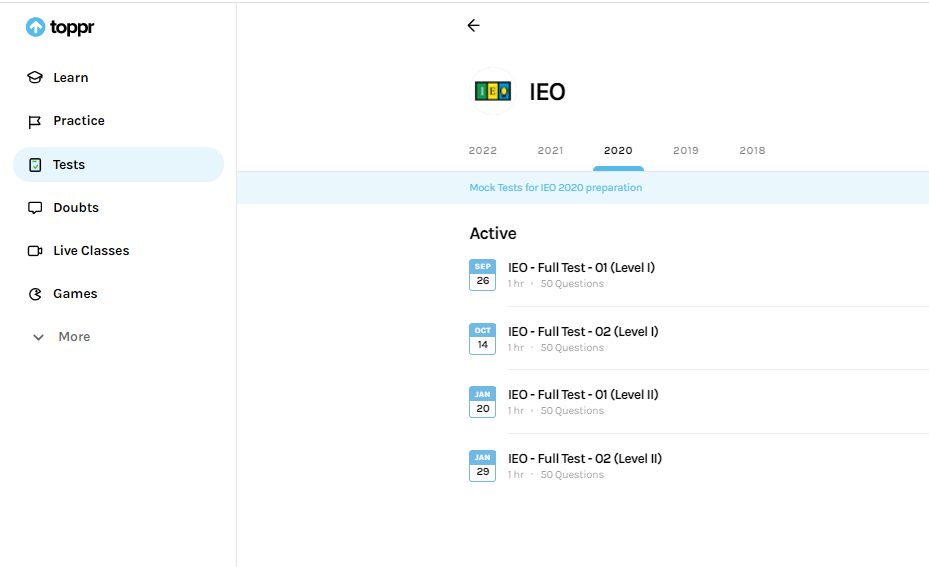 toppr
Learn
Practice
Tests
Doubts
Live Classes
Games
More
IEO
IEO
2022 2021 2020 2019 2018
Mock Tests for IEO 2020 preparation
Active
SEP
26
IEO - Full Test - 01 (Level I)
1 hr · 50 Questions
OCT
14
IEO - Full Test - 02 (Level I)
1 hr · 50 Questions
JAN
20
IEO - Full Test - 01 (Level II)
1 hr · 50 Questions
JAN
29
IEO - Full Test - 02 (Level II)
1 hr · 50 Questions